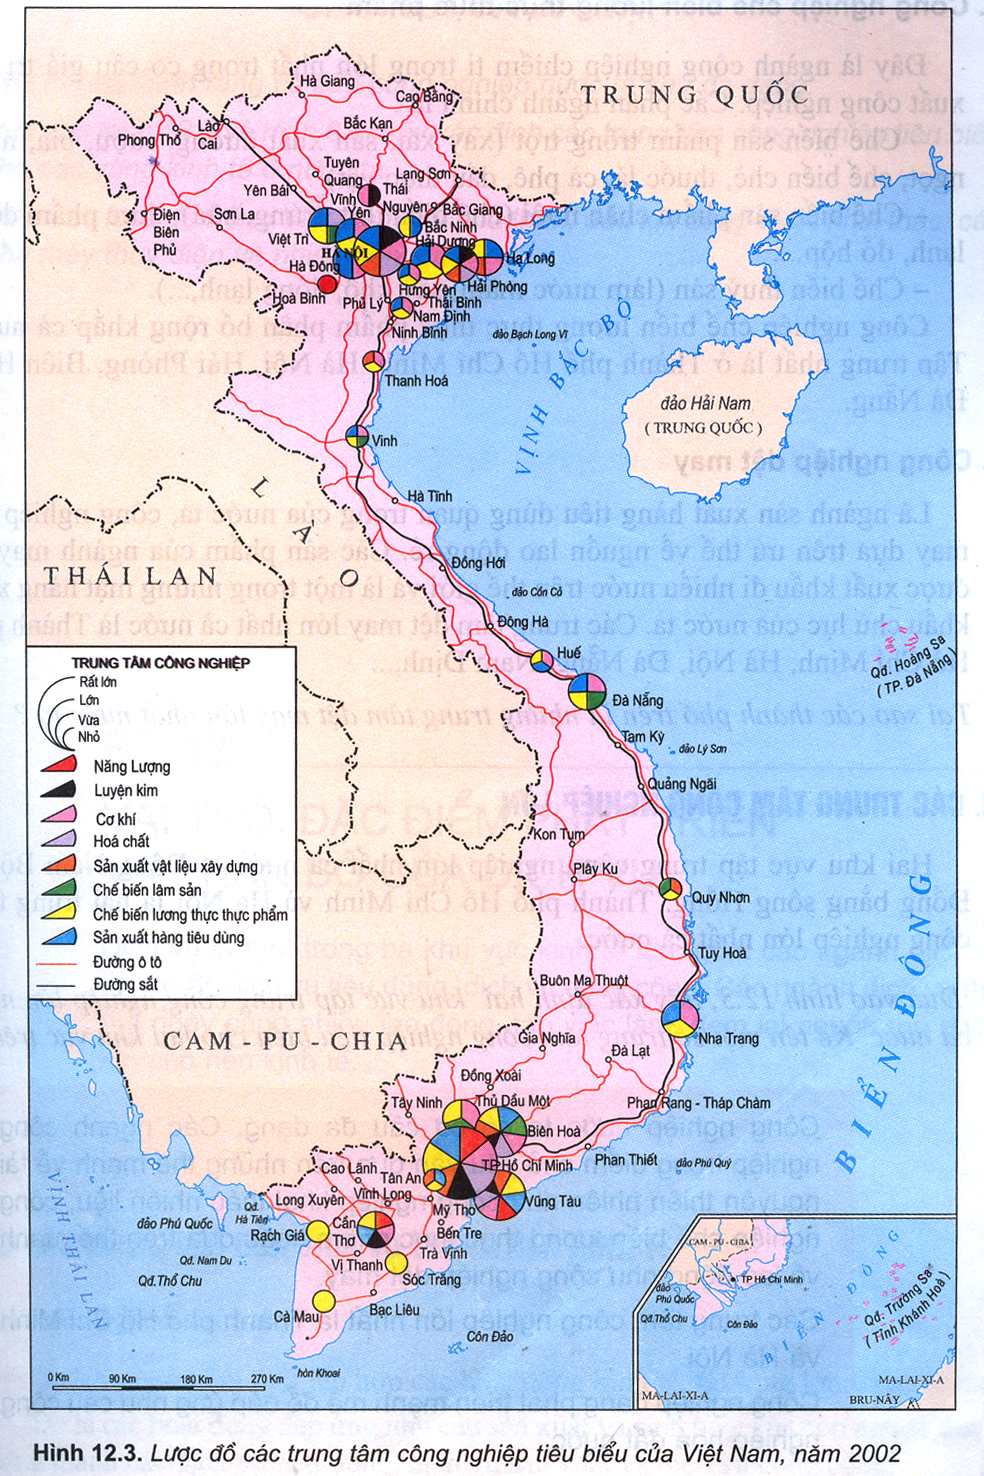 TRUNG QUỐC
Hà Giang
Cao Bằng
Lào
Cai
Phong Thổ
Bắc Kạn
Tuyên
Quang
Lạng Sơn
Yên Bái
Thái
Nguyên
Vĩnh
Yên
Bắc Giang
Điện
Biên
Phủ
Sơn La
Việt Trì
Bắc Ninh
HÀ NỘI
Hải Dương
Hạ Long
Hà Đông
Hải Phòng
Hoà Bình
Hưng Yên
Phủ Lý
Thái Bình
Nam Định
Ninh Bình
đảo Bạch Long Vĩ
VỊNH BẮC BỘ
Thanh Hoá
đảo Hải Nam
( TRUNG QUỐC )
Vinh
Hà Tĩnh
LAO
THÁI LAN
Đồng Hới
đảo Cồn Cỏ
Đông Hà
Huế
Qđ. Hoàng Sa
( TP. Đà Nẵng )
Đà Nẵng
Tam Kỳ
đảo Lý Sơn
Quảng Ngãi
TRUNG TÂM CÔNG NGHIỆP
Rất lớn
Lớn
Vừa
Nhỏ
Năng Lượng
Luyện kim
Cơ khí
Hoá chất
Sản xuất vật liệu xây dựng
Chế biến lâm sản
Chế biến lương thực thực phẩm
Sản xuất hàng tiêu dùng
Đường ô tô
Đường sắt
Kon Tum
Plây Ku
Quy Nhơn
Tuy Hoà
BIỂN ĐÔNG
Buôn Ma Thuột
CAM PU - CHIA
Gia Nghĩa
Nha Trang
Đà Lạt
Đồng Xoài
Tây Ninh
Thủ Dầu Một
Phan Rang - Tháp Chàm
Biên Hoà
TP.Hồ Chí Minh
Phan Thiết
đảo Phú Quý
Cao Lãnh
Tân An
Long Xuyên
Vĩnh Long
Mỹ Tho
Vũng Tàu
Qđ.
Hà Tiên
đảo Phú Quốc
Rạch Giá
Cần
Thơ
Bến Tre
Trà Vinh
Qđ. Nam Du
Vị Thanh
Qđ.Thổ Chu
Sóc Trăng
VỊNH THÁI LAN
Cà Mau
Bạc Liêu
Côn Đảo
hòn Khoai
CAM - PU - CHIA
TP Hồ Chí Minh
đảo
Phú Quốc
Qđ.Thổ Chu
Côn Đảo
BIỂN ĐÔNG
Qđ. Trường Sa
( Tỉnh Khánh Hoà )
MA-LAI-XI-A
MA-LAI-XI-A
BRU-NÂY
0 Km 90 Km 180 Km 270 Km
Hình 12.3. Lược đồ các trung tâm công nghiệp tiêu biểu của Việt Nam, năm 2002